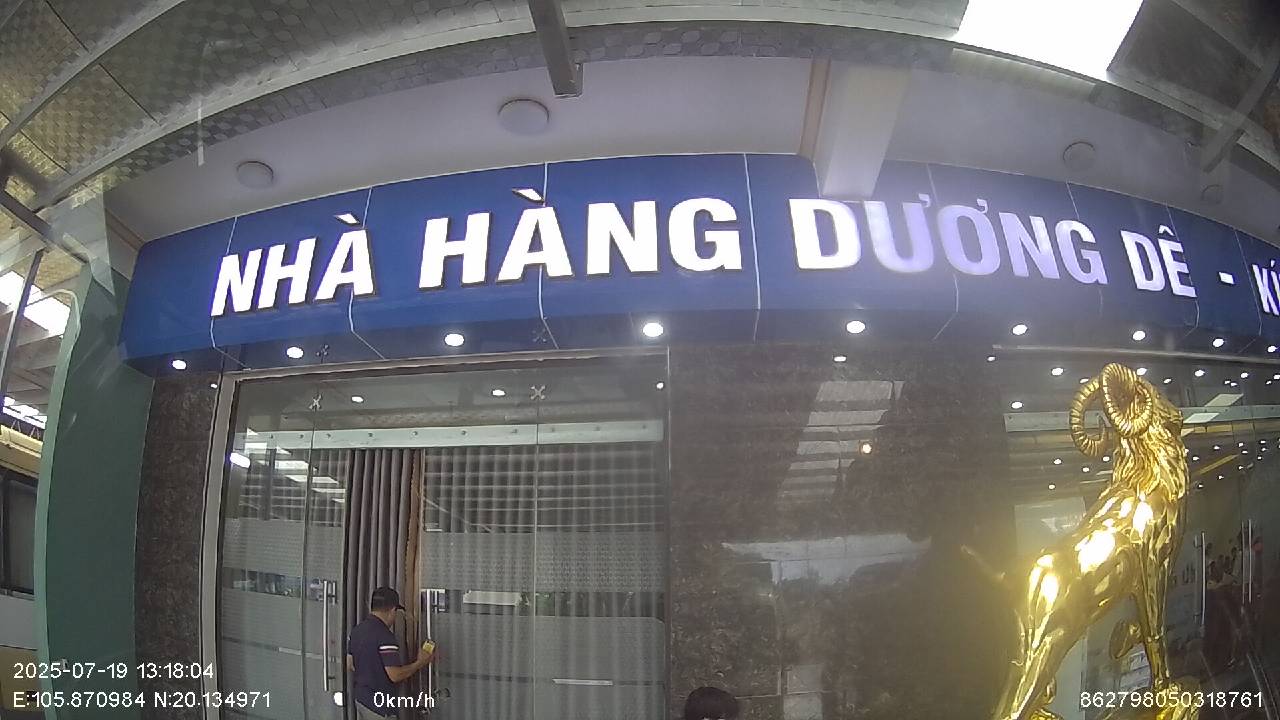 NHÀ HÀNG DƯƠNG DÊ -
2025-07-19 13:18:04
E:105.870984 N:20.134971
0km/h
862798050318761